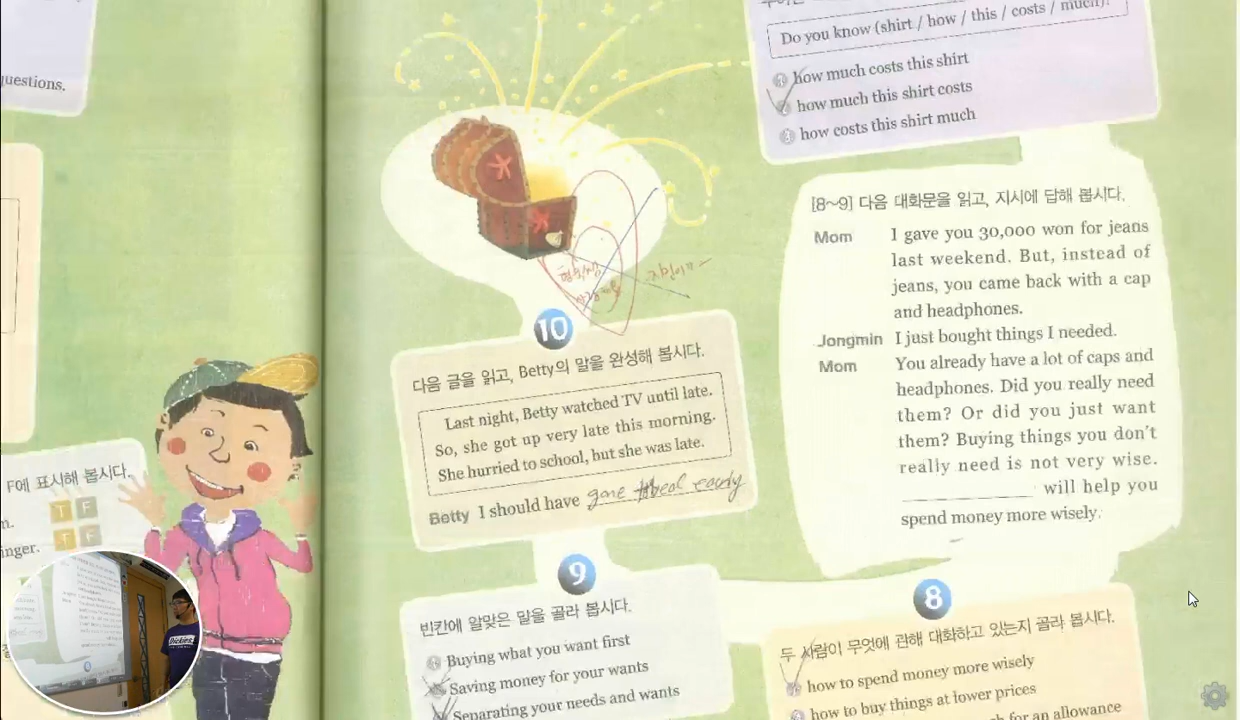 questions.
F에 표시해 봅시다.
T F
T F
다음 글을 읽고, Betty의 말을 완성해 봅시다.
10
Last night, Betty watched TV until late.
So, she got up very late this morning.
She hurried to school, but she was late.
Betty I should have gone to bed early
9
빈칸에 알맞은 말을 골라 봅시다.
Buying what you want first
Saving money for your wants
Separating your needs and wants
Do you know (shirt / how / this / costs / much)?
how much costs this shirt
how much this shirt costs
how costs this shirt much
[8~9] 다음 대화문을 읽고, 지시에 답해 봅시다.
Mom I gave you 30,000 won for jeans
last weekend. But, instead of
jeans, you came back with a cap
and headphones.
Jongmin I just bought things I needed.
Mom You already have a lot of caps and
headphones. Did you really need
them? Or did you just want
them? Buying things you don't
really need is not very wise.
will help you
spend money more wisely.
8
두 사람이 무엇에 관해 대화하고 있는지 골라 봅시다.
how to spend money more wisely
how to buy things at lower prices
for an allowance